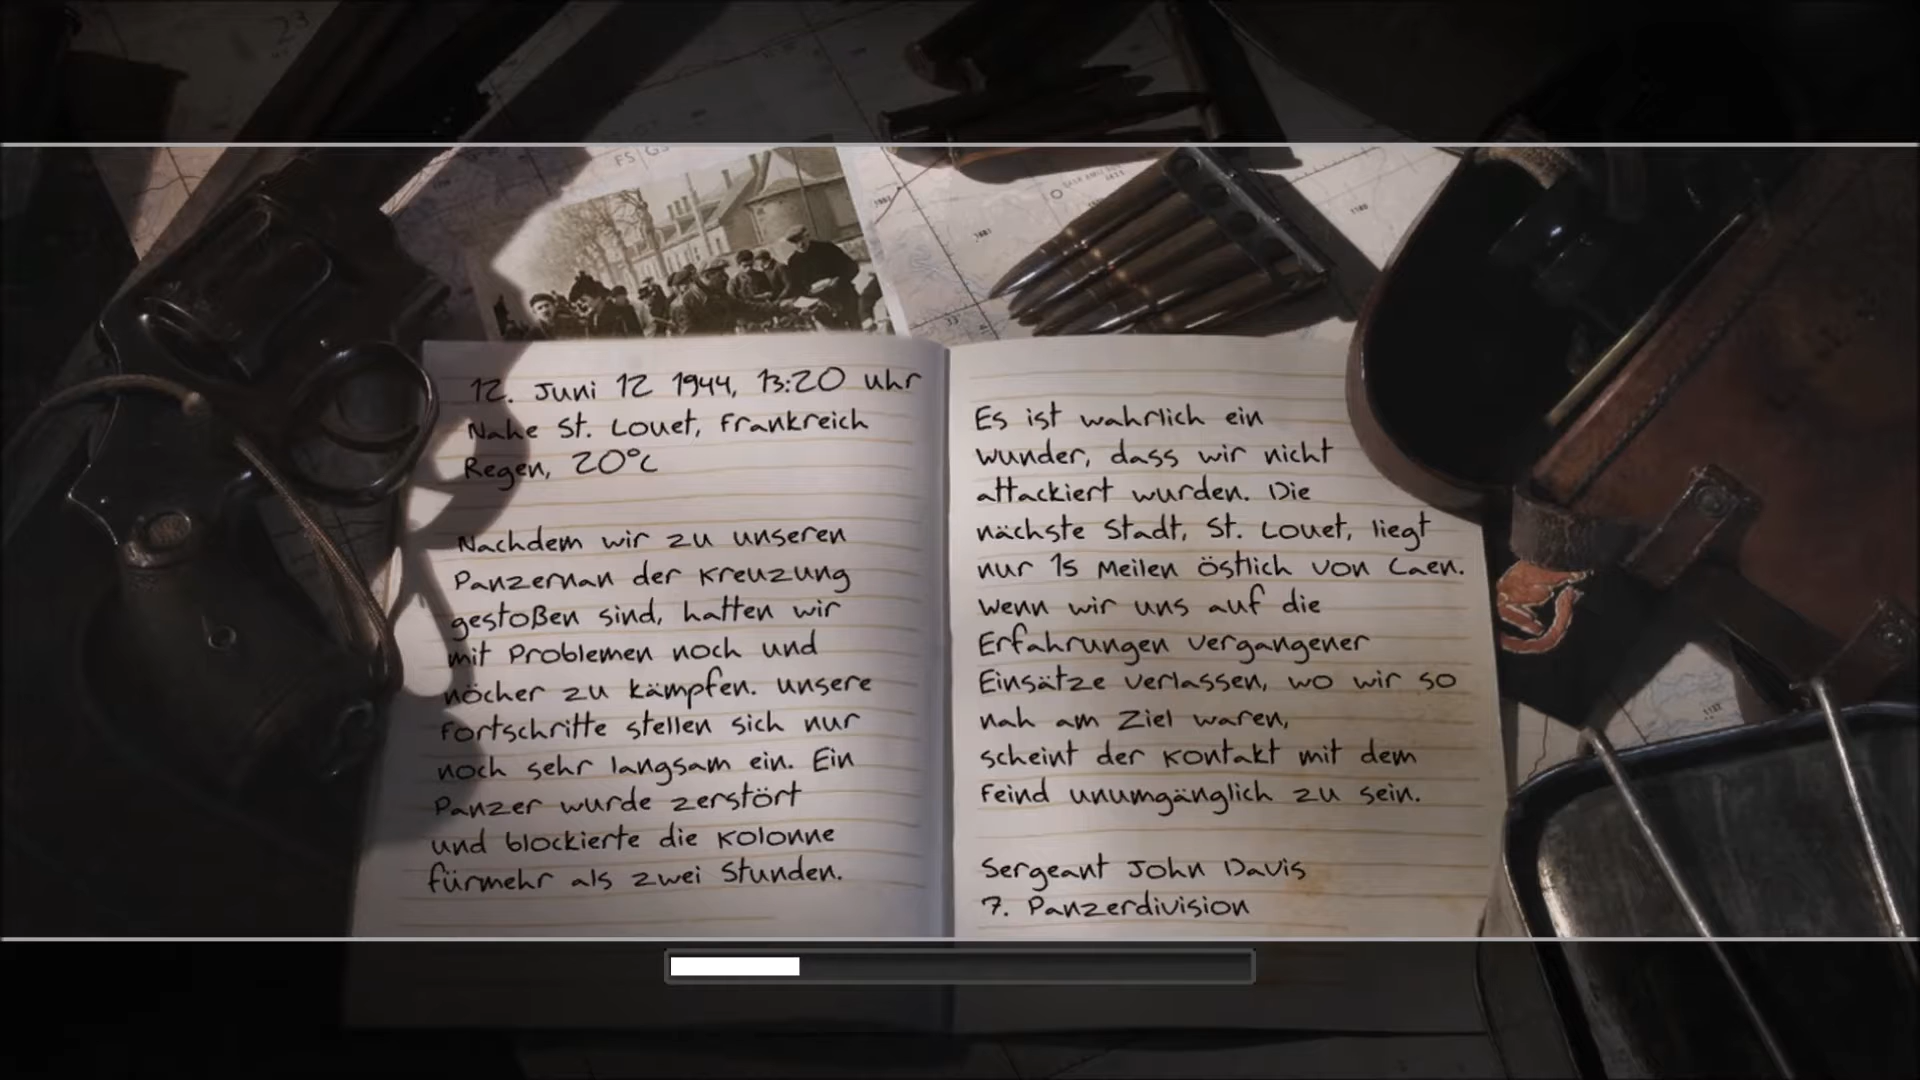 12. Juni 12 1944, 13:20 Uhr
Nahe St. Louet, Frankreich
Regen, 20°C
Nachdem wir zu unseren
Panzernan der Kreuzung
gestoßen sind, hatten wir
mit Problemen noch und
nöcher zu kämpfen. Unsere
Fortschritte stellen sich nur
noch sehr langsam ein. Ein
Panzer wurde zerstört
und blockierte die Kolonne
fürmehr als zwei Stunden.
Es ist wahrlich ein
Wunder, dass wir nicht
attackiert wurden. Die
nächste Stadt, St. Louet, liegt
nur 15 Meilen östlich von Caen.
Wenn wir uns auf die
Erfahrungen vergangener
Einsätze verlassen, wo wir so
nah am Ziel waren,
scheint der Kontakt mit dem
Feind unumgänglich zu sein.
Sergeant John Davis
7. Panzerdivision